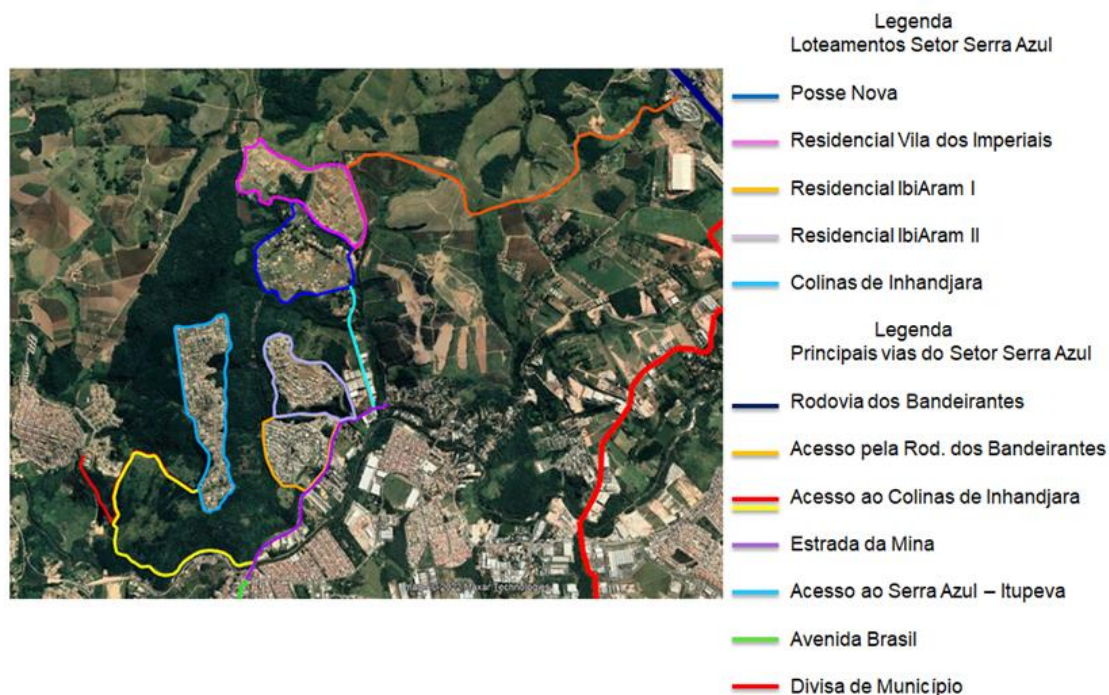 Legenda
Loteamentos Setor Serra Azul
Posse Nova
Residencial Vila dos Imperiais
Residencial IbiAram I
Residencial IbiAram II
Colinas de Inhandjara
Legenda
Principais vias do Setor Serra Azul
Rodovia dos Bandeirantes
Acesso pela Rod. dos Bandeirantes
Acesso ao Colinas de Inhandjara
Estrada da Mina
Acesso ao Serra Azul – Itupeva
Avenida Brasil
Divisa de Município
Maxar Technologies